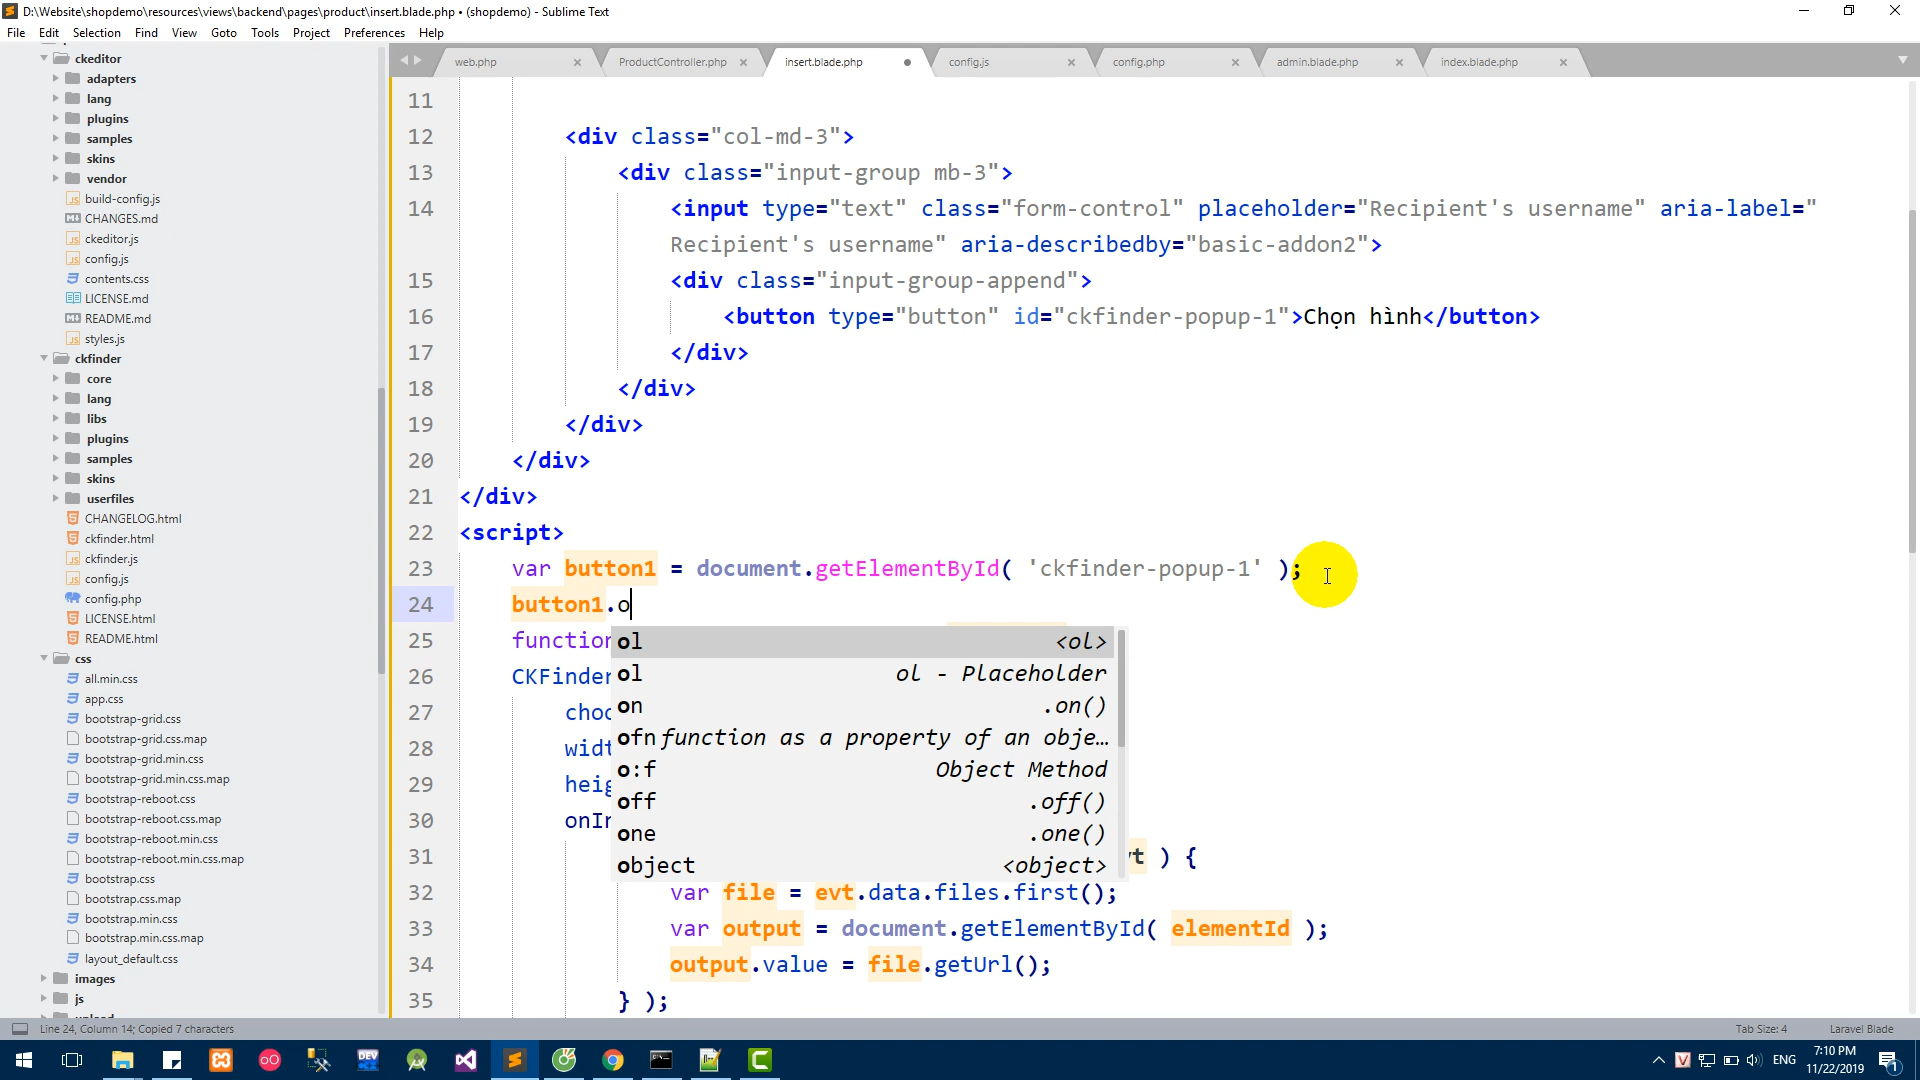 D:\Website\shopdemo\resources\views\backend\pages\product\insert.blade.php • (shopdemo) - Sublime Text
File Edit Selection Find View Goto Tools Project Preferences Help
web.php × ProductController.php × insert.blade.php config.js × config.php × admin.blade.php × index.blade.php ×
ckeditor
adapters
lang
plugins
samples
skins
vendor
build-config.js
CHANGES.md
ckeditor.js
config.js
contents.css
LICENSE.md
README.md
styles.js
ckfinder
core
lang
libs
plugins
samples
skins
userfiles
CHANGELOG.html
ckfinder.html
ckfinder.js
config.js
config.php
LICENSE.html
README.html
css
all.min.css
app.css
bootstrap-grid.css
bootstrap-grid.css.map
bootstrap-grid.min.css
bootstrap-grid.min.css.map
bootstrap-reboot.css
bootstrap-reboot.css.map
bootstrap-reboot.min.css
bootstrap-reboot.min.css.map
bootstrap.css
bootstrap.css.map
bootstrap.min.css
bootstrap.min.css.map
layout_default.css
images
js
11
12 <div class="col-md-3">
13 <div class="input-group mb-3">
14 <input type="text" class="form-control" placeholder="Recipient's username" aria-label="
Recipient's username" aria-describedby="basic-addon2">
15 <div class="input-group-append">
16 <button type="button" id="ckfinder-popup-1">Chọn hình</button>
17 </div>
18 </div>
19 </div>
20 </div>
21 </div>
22 <script>
23 var button1 = document.getElementById( 'ckfinder-popup-1' );
24 button1.o
25 function
26 CKFinder
27 choo
28 widt
29 heig
30 onIn
31 vt ) {
32 var file = evt.data.files.first();
33 var output = document.getElementById( elementId );
34 output.value = file.getUrl();
35 } );
ol <ol>
ol ol - Placeholder
on .on()
ofn function as a property of an obje...
o:f Object Method
off .off()
one .one()
object <object>
Line 24, Column 14; Copied 7 characters Tab Size: 4 Laravel Blade
DEV
ENG
7:10 PM
11/22/2019
1